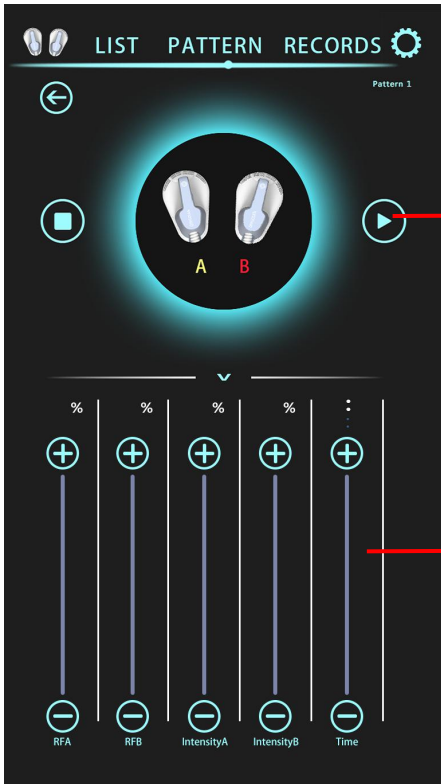 LIST PATTERN RECORDS
Pattern 1
A B
% % % % :
RFA RFB IntensityA IntensityB Time